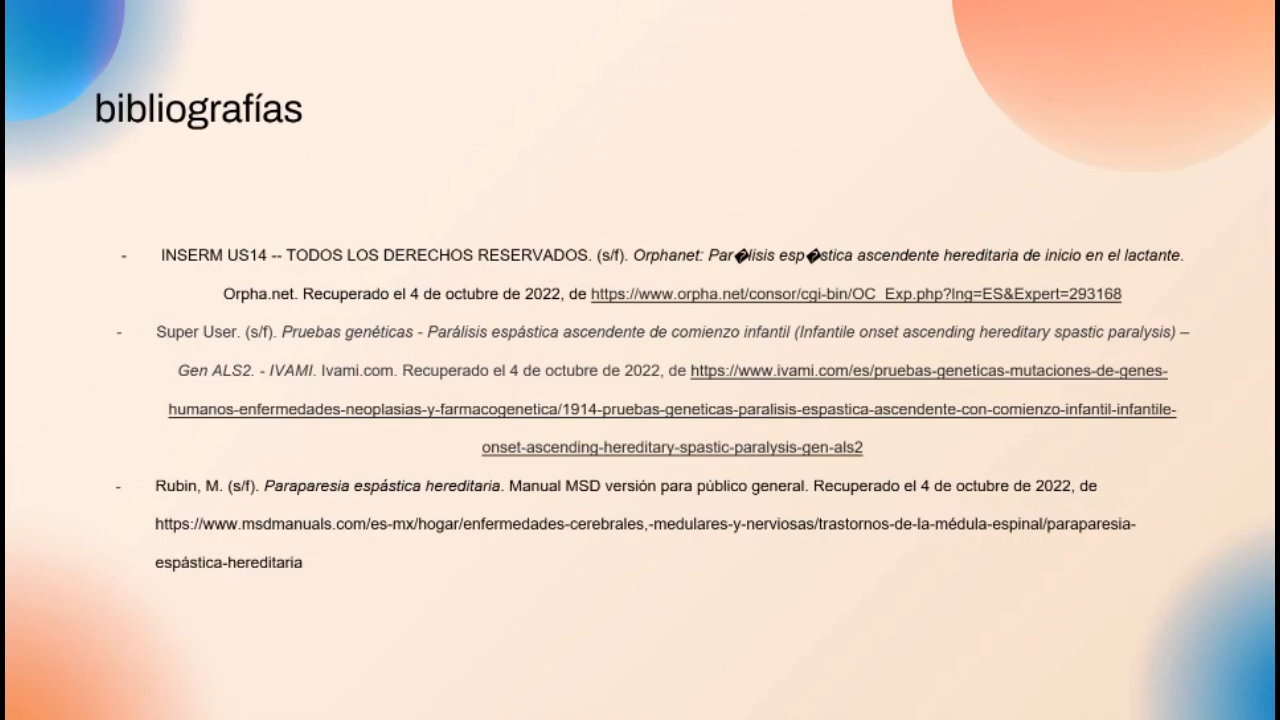 bibliografías
- INSERM US14 -- TODOS LOS DERECHOS RESERVADOS. (s/f). Orphanet: Par�lisis esp�stica ascendente hereditaria de inicio en el lactante.
Orpha.net. Recuperado el 4 de octubre de 2022, de https://www.orpha.net/consor/cgi-bin/OC_Exp.php?lng=ES&Expert=293168
- Super User. (s/f). Pruebas genéticas - Parálisis espástica ascendente de comienzo infantil (Infantile onset ascending hereditary spastic paralysis) –
Gen ALS2. - IVAMI. Ivami.com. Recuperado el 4 de octubre de 2022, de https://www.ivami.com/es/pruebas-geneticas-mutaciones-de-genes-
humanos-enfermedades-neoplasias-y-farmacogenetica/1914-pruebas-geneticas-paralisis-espastica-ascendente-con-comienzo-infantil-infantile-
onset-ascending-hereditary-spastic-paralysis-gen-als2
- Rubin, M. (s/f). Paraparesia espástica hereditaria. Manual MSD versión para público general. Recuperado el 4 de octubre de 2022, de
https://www.msdmanuals.com/es-mx/hogar/enfermedades-cerebrales,-medulares-y-nerviosas/trastornos-de-la-médula-espinal/paraparesia-
espástica-hereditaria